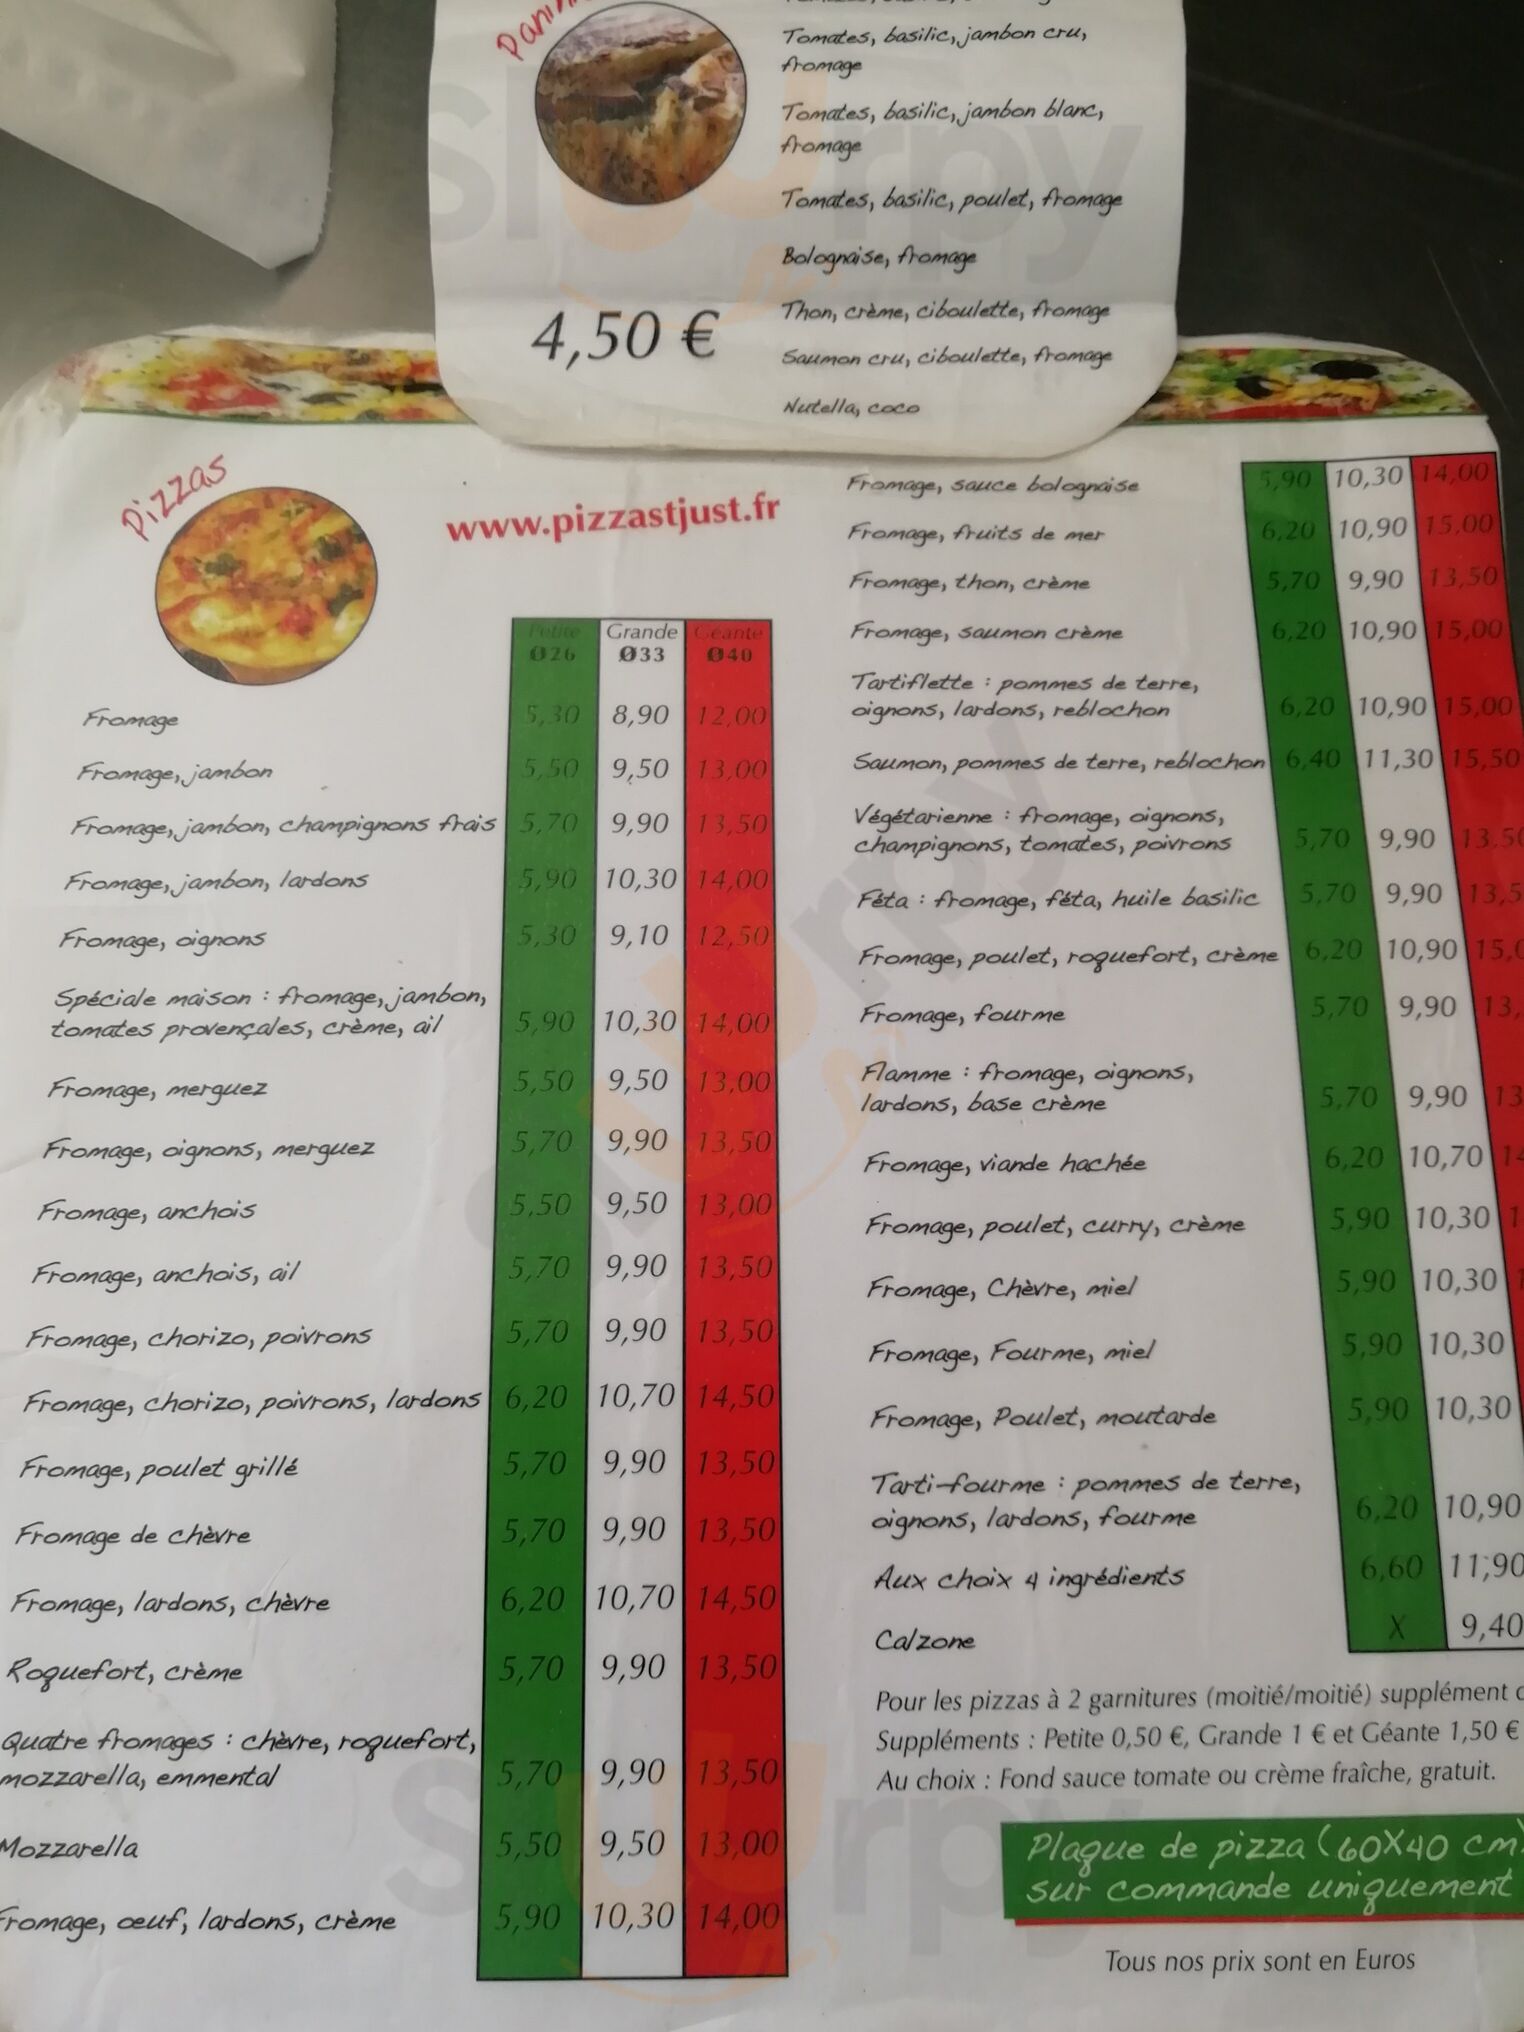 Tomates, basilic, jambon cru,
fromage
Tomates, basilic, jambon blanc,
fromage
Tomates, basilic, poulet, fromage
Bolognaise, fromage
Thon, crème, ciboulette, fromage
Saumon cru, ciboulette, fromage
Nutella, coco
4,50 €
Pizzas
www.pizzastjust.fr
Petite Grande Géante
Ø26 Ø33 Ø40
Fromage 5,30 8,90 12,00
Fromage, jambon 5,50 9,50 13,00
Fromage, jambon, champignons frais 5,70 9,90 13,50
Fromage, jambon, lardons 5,90 10,30 14,00
Fromage, oignons 5,30 9,10 12,50
Spéciale maison : fromage, jambon,
tomates provençales, crème, ail 5,90 10,30 14,00
Fromage, merguez 5,50 9,50 13,00
Fromage, oignons, merguez 5,70 9,90 13,50
Fromage, anchois 5,50 9,50 13,00
Fromage, anchois, ail 5,70 9,90 13,50
Fromage, chorizo, poivrons 5,70 9,90 13,50
Fromage, chorizo, poivrons, lardons 6,20 10,70 14,50
Fromage, poulet grillé 5,70 9,90 13,50
Fromage de chèvre 5,70 9,90 13,50
Fromage, lardons, chèvre 6,20 10,70 14,50
Roquefort, crème 5,70 9,90 13,50
Quatre fromages : chèvre, roquefort,
mozzarella, emmental 5,70 9,90 13,50
Mozzarella 5,50 9,50 13,00
Fromage, oeuf, lardons, crème 5,90 10,30 14,00
Fromage, sauce bolognaise 5,90 10,30 14,00
Fromage, fruits de mer 6,20 10,90 15,00
Fromage, thon, crème 5,70 9,90 13,50
Fromage, saumon crème 6,20 10,90 15,00
Tartiflette : pommes de terre,
oignons, lardons, reblochon 6,20 10,90 15,00
Saumon, pommes de terre, reblochon 6,40 11,30 15,50
Végétarienne : fromage, oignons,
champignons, tomates, poivrons 5,70 9,90 13,50
Féta : fromage, féta, huile basilic 5,70 9,90 13,5
Fromage, poulet, roquefort, crème 6,20 10,90 15,0
Fromage, fourme 5,70 9,90 13,
Flamme : fromage, oignons,
lardons, base crème 5,70 9,90 13
Fromage, viande hachée 6,20 10,70 14
Fromage, poulet, curry, crème 5,90 10,30 1
Fromage, Chèvre, miel 5,90 10,30
Fromage, Fourme, miel 5,90 10,30
Fromage, Poulet, moutarde 5,90 10,30
Tarti-fourme : pommes de terre,
oignons, lardons, fourme 6,20 10,90
Aux choix 4 ingrédients 6,60 11,90
Calzone X 9,40
Pour les pizzas à 2 garnitures (moitié/moitié) supplément
Suppléments : Petite 0,50 €, Grande 1 € et Géante 1,50 €
Au choix : Fond sauce tomate ou crème fraîche, gratuit.
Plaque de pizza (60X40 cm)
sur commande uniquement
Tous nos prix sont en Euros